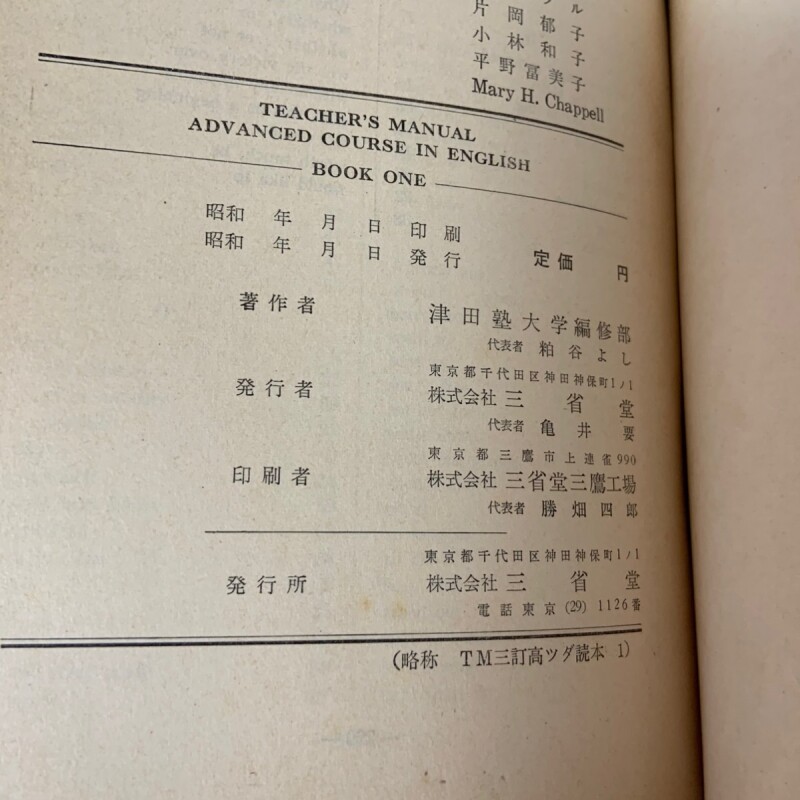 片岡郁子
小林和子
平野冨美子
Mary H. Chappell
TEACHER'S MANUAL
ADVANCED COURSE IN ENGLISH
BOOK ONE
昭和 年 月 日 印刷
昭和 年 月 日 発行 定価 円
著作者 津田塾大学編修部
代表者 粕谷よし
東京都千代田区神田神保町1ノ1
発行者 株式会社 三省堂
代表者 亀井要
東京都三鷹市上連雀990
印刷者 株式会社 三省堂三鷹工場
代表者 勝畑四郎
東京都千代田区神田神保町1ノ1
発行所 株式会社 三省堂
電話東京(29)1126番
(略称 TM三訂高ツダ読本 1)